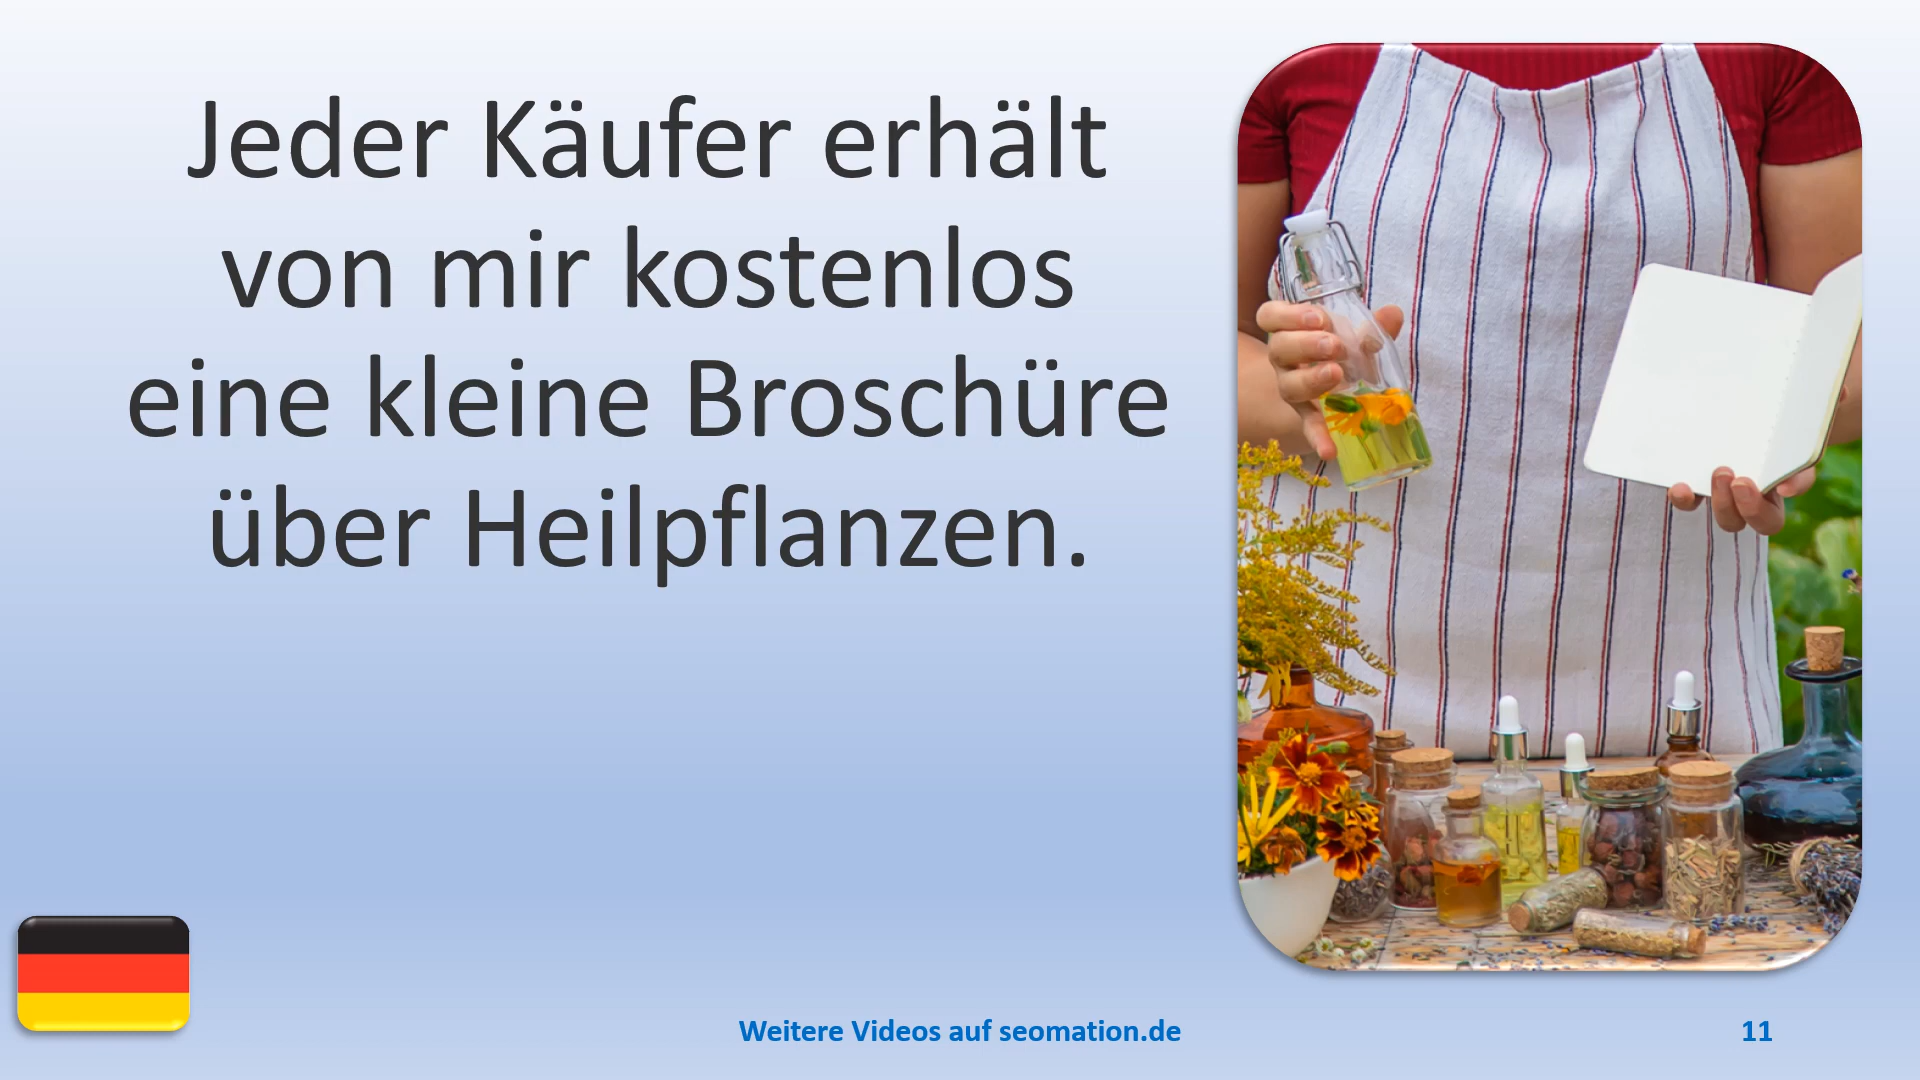 Jeder Käufer erhält
von mir kostenlos
eine kleine Broschüre
über Heilpflanzen.
Weitere Videos auf seomation.de
11